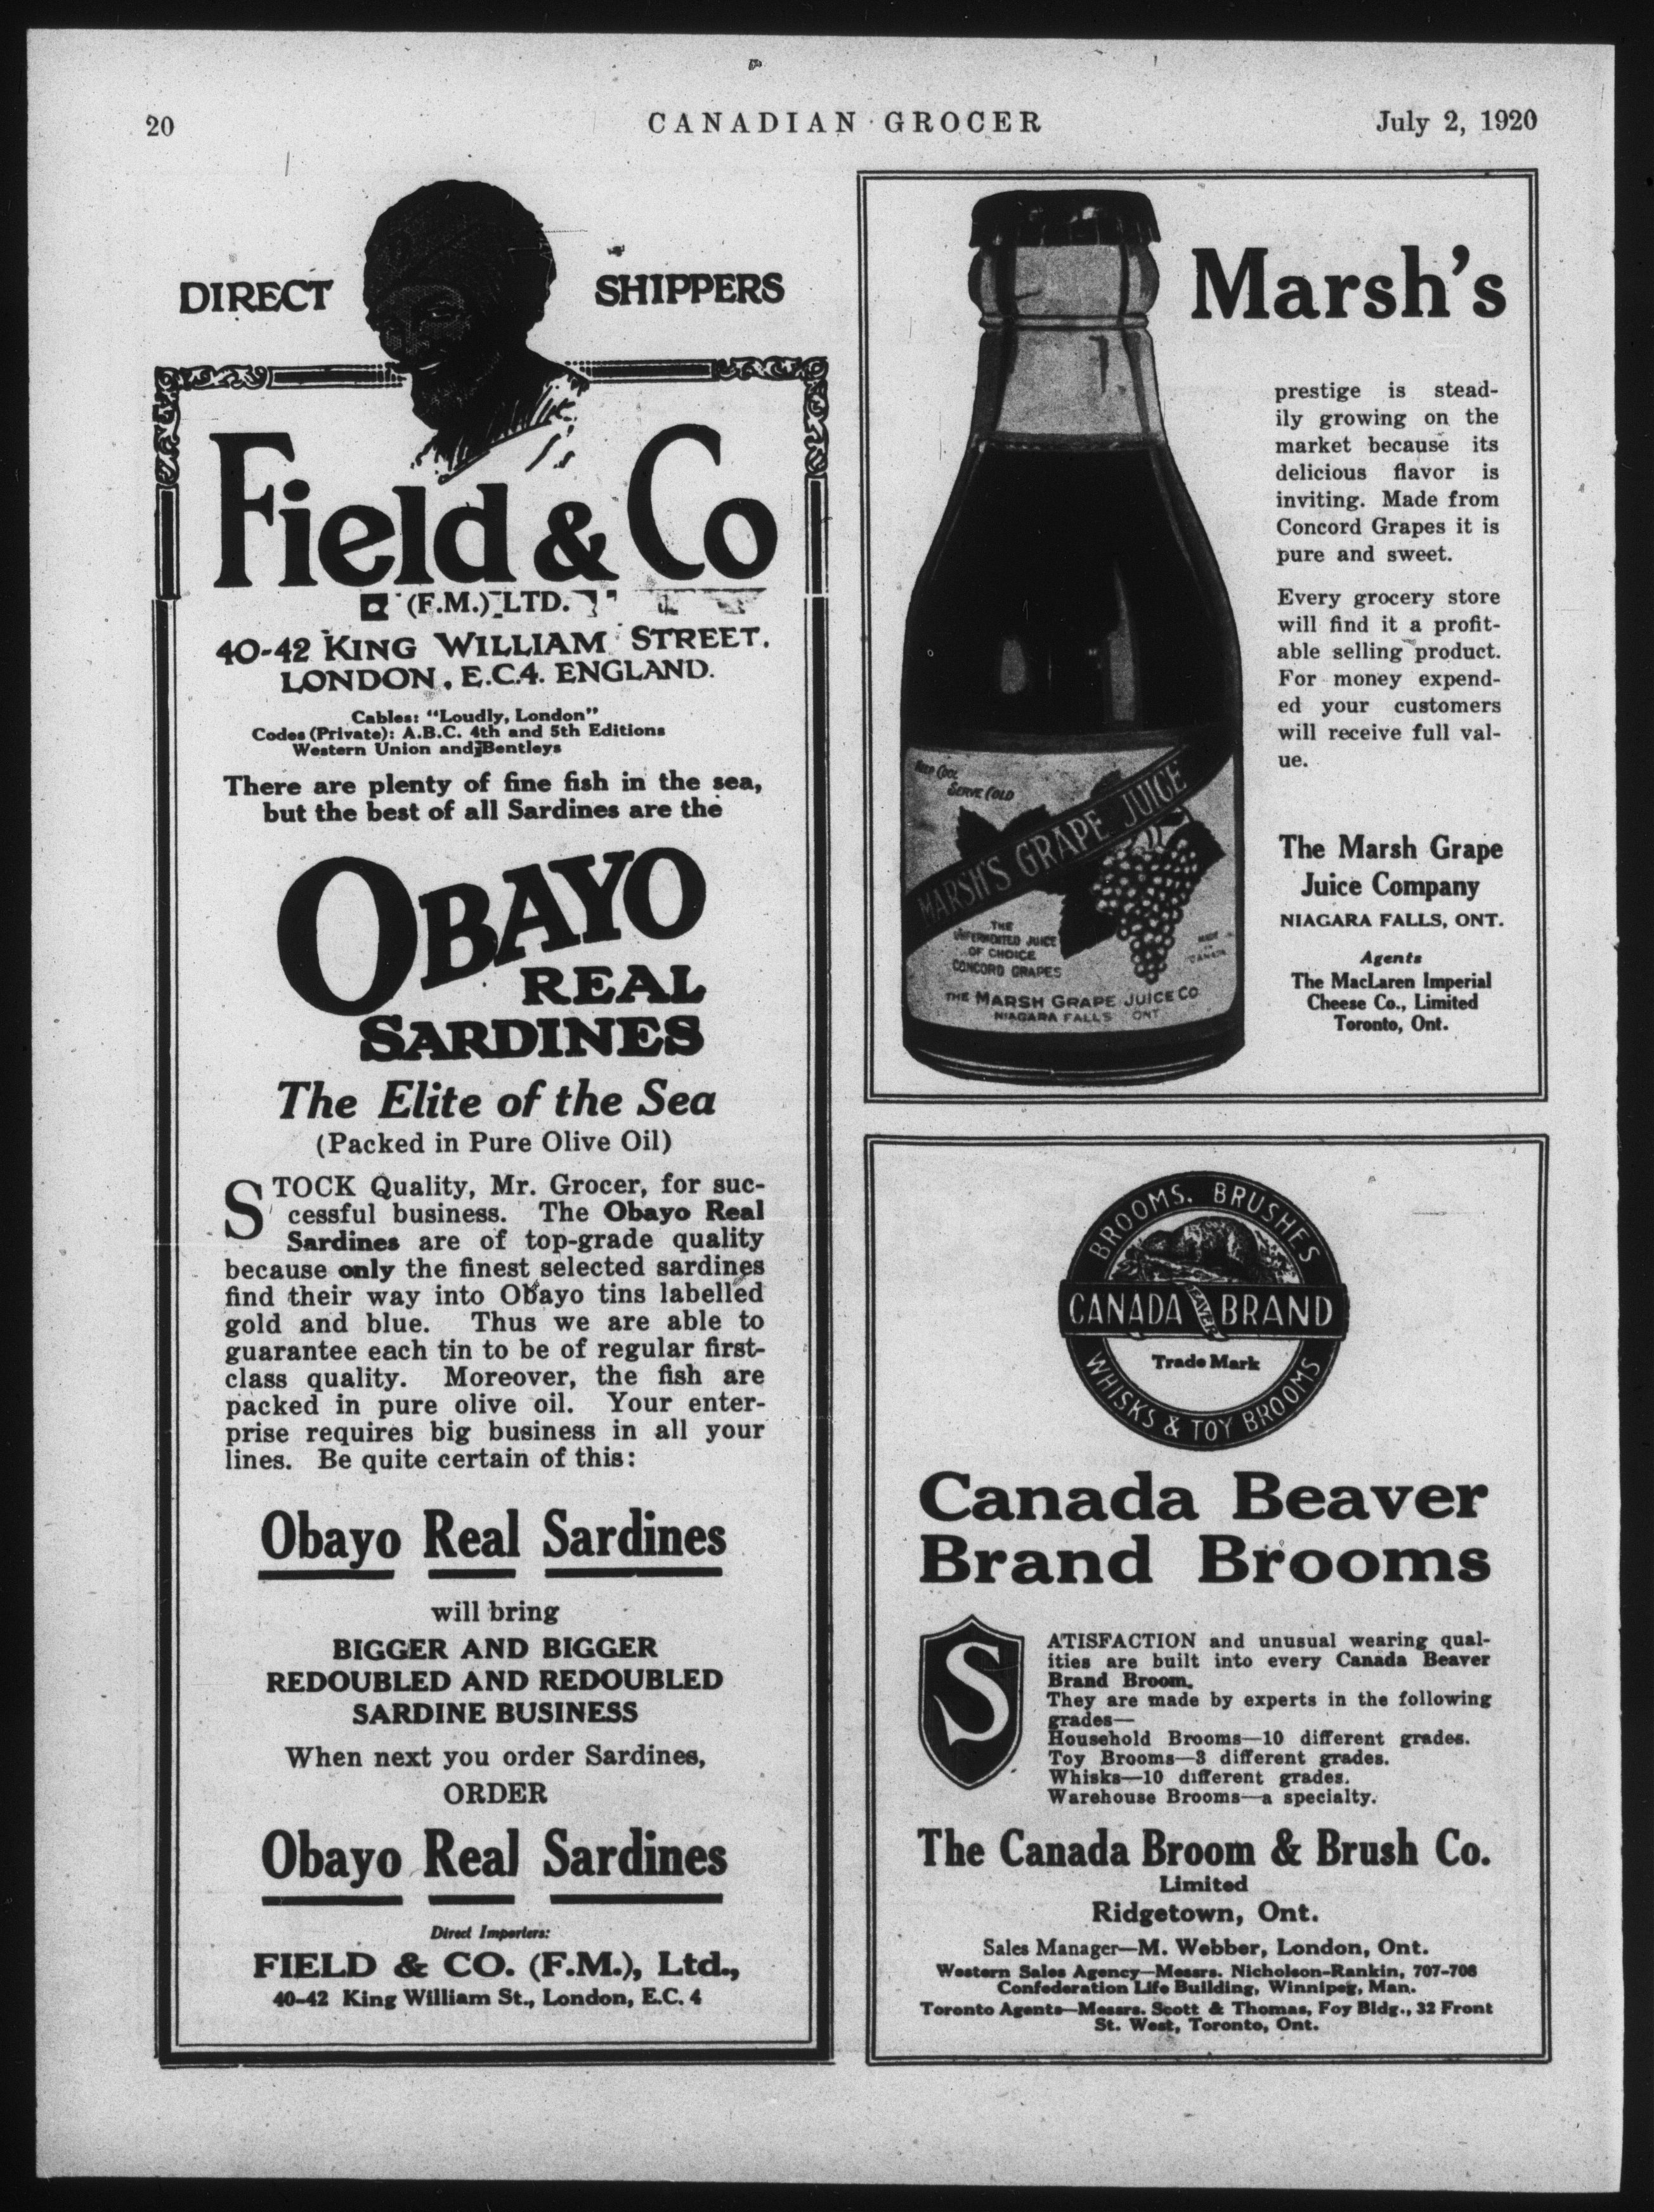 20
CANADIAN GROCER
July 2, 1920
DIRECT SHIPPERS
Field & Co
(F.M.) LTD.
40-42 KING WILLIAM STREET.
LONDON, E.C.4. ENGLAND.
Cables: "Loudly, London"
Codes (Private): A.B.C. 4th and 5th Editions
Western Union and Bentleys
There are plenty of fine fish in the sea,
but the best of all Sardines are the
OBAYO
REAL
SARDINES
The Elite of the Sea
(Packed in Pure Olive Oil)
STOCK Quality, Mr. Grocer, for suc-
cessful business. The Obayo Real
Sardines are of top-grade quality
because only the finest selected sardines
find their way into Obayo tins labelled
gold and blue. Thus we are able to
guarantee each tin to be of regular first-
class quality. Moreover, the fish are
packed in pure olive oil. Your enter-
prise requires big business in all your
lines. Be quite certain of this:
Obayo Real Sardines
will bring
BIGGER AND BIGGER
REDOUBLED AND REDOUBLED
SARDINE BUSINESS
When next you order Sardines,
ORDER
Obayo Real Sardines
Direct Importers:
FIELD & CO. (F.M.), Ltd.,
40-42 King William St., London, E.C. 4
Marsh's
prestige is stead-
ily growing on the
market because its
delicious flavor is
inviting. Made from
Concord Grapes it is
pure and sweet.
Every grocery store
will find it a profit-
able selling product.
For money expend-
ed your customers
will receive full val-
ue.
The Marsh Grape
Juice Company
NIAGARA FALLS, ONT.
Agents
The MacLaren Imperial
Cheese Co., Limited
Toronto, Ont.
KEEP COOL
SERVE COLD
MARSH'S GRAPE JUICE
THE
UNFERMENTED JUICE
OF CHOICE
CONCORD GRAPES
MADE
IN
CANADA
THE MARSH GRAPE JUICE CO
NIAGARA FALLS ONT
BROOMS. BRUSHES
CANADA BEAVER BRAND
Trade Mark
WHISKS & TOY BROOMS
Canada Beaver
Brand Brooms
SATISFACTION and unusual wearing qual-
ities are built into every Canada Beaver
Brand Broom.
They are made by experts in the following
grades—
Household Brooms—10 different grades.
Toy Brooms—3 different grades.
Whisks—10 different grades.
Warehouse Brooms—a specialty.
The Canada Broom & Brush Co.
Limited
Ridgetown, Ont.
Sales Manager—M. Webber, London, Ont.
Western Sales Agency—Messrs. Nicholson-Rankin, 707-708
Confederation Life Building, Winnipeg, Man.
Toronto Agents—Messrs. Scott & Thomas, Foy Bldg., 32 Front
St. West, Toronto, Ont.